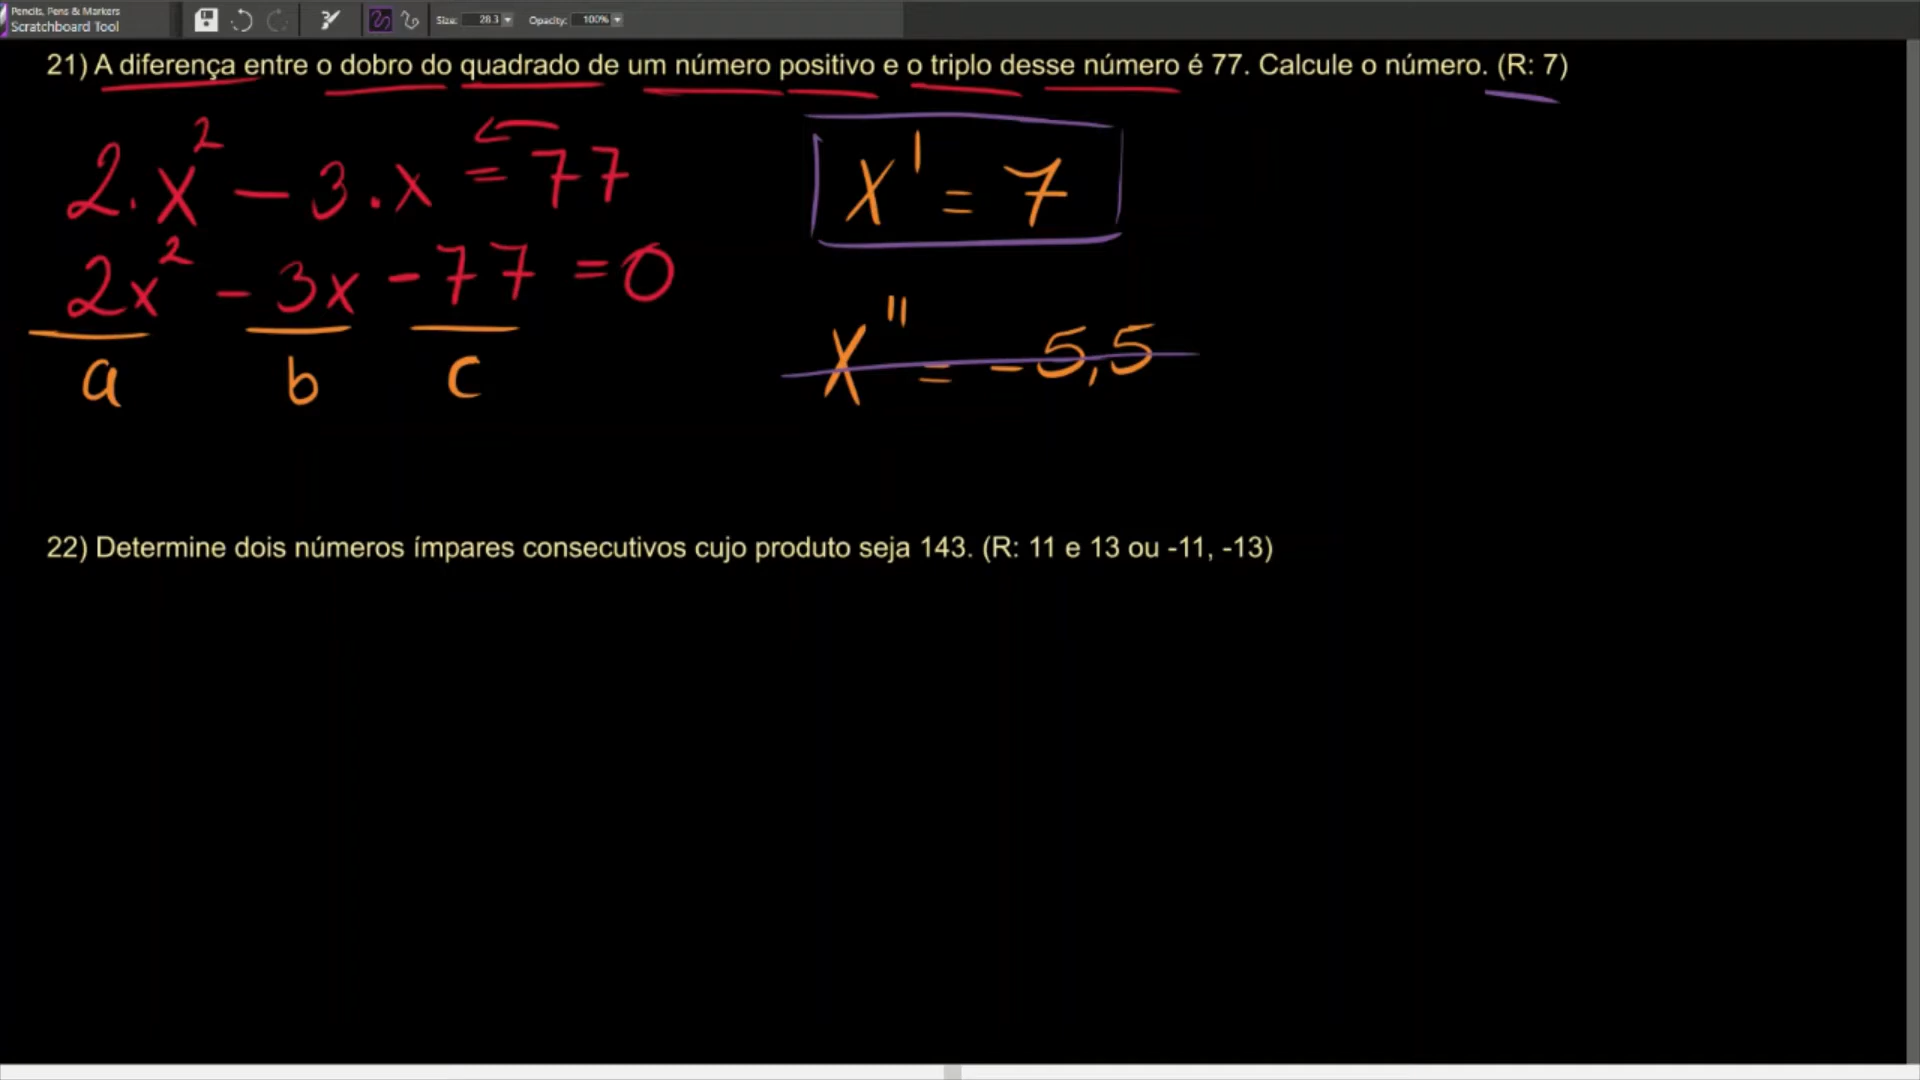 Pencils, Pens & Markers
Scratchboard Tool
Size: 28.3
Opacity: 100%
21) A diferença entre o dobro do quadrado de um número positivo e o triplo desse número é 77. Calcule o número. (R: 7)
2.x² - 3.x = 77
2x² - 3x - 77 = 0
a b c
x' = 7
x'' = -5,5
22) Determine dois números ímpares consecutivos cujo produto seja 143. (R: 11 e 13 ou -11, -13)